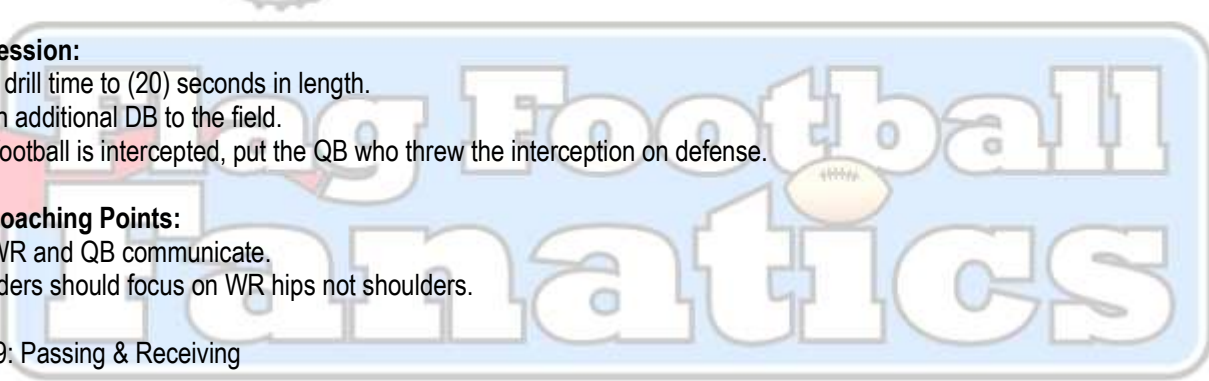 ession:
drill time to (20) seconds in length.
additional DB to the field.
ootball is intercepted, put the QB who threw the interception on defense.
oaching Points:
WR and QB communicate.
ders should focus on WR hips not shoulders.
9: Passing & Receiving
Flag Football
Fanatics